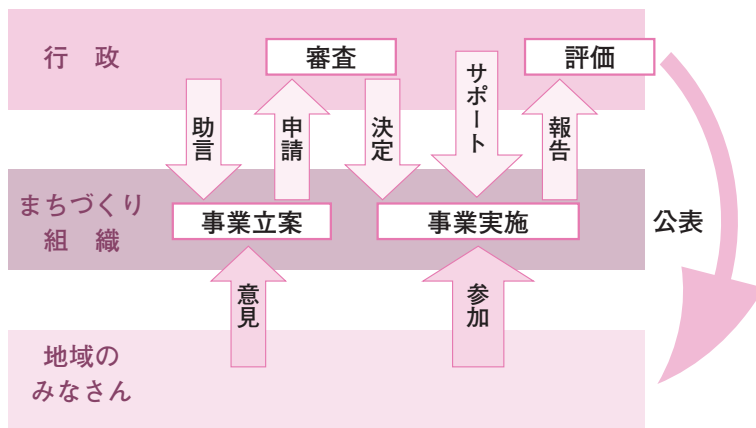 行　政
審査
評価
助言
申請
決定
サポート
報告
まちづくり
組　織
事業立案
事業実施
公表
意見
参加
地域の
みなさん